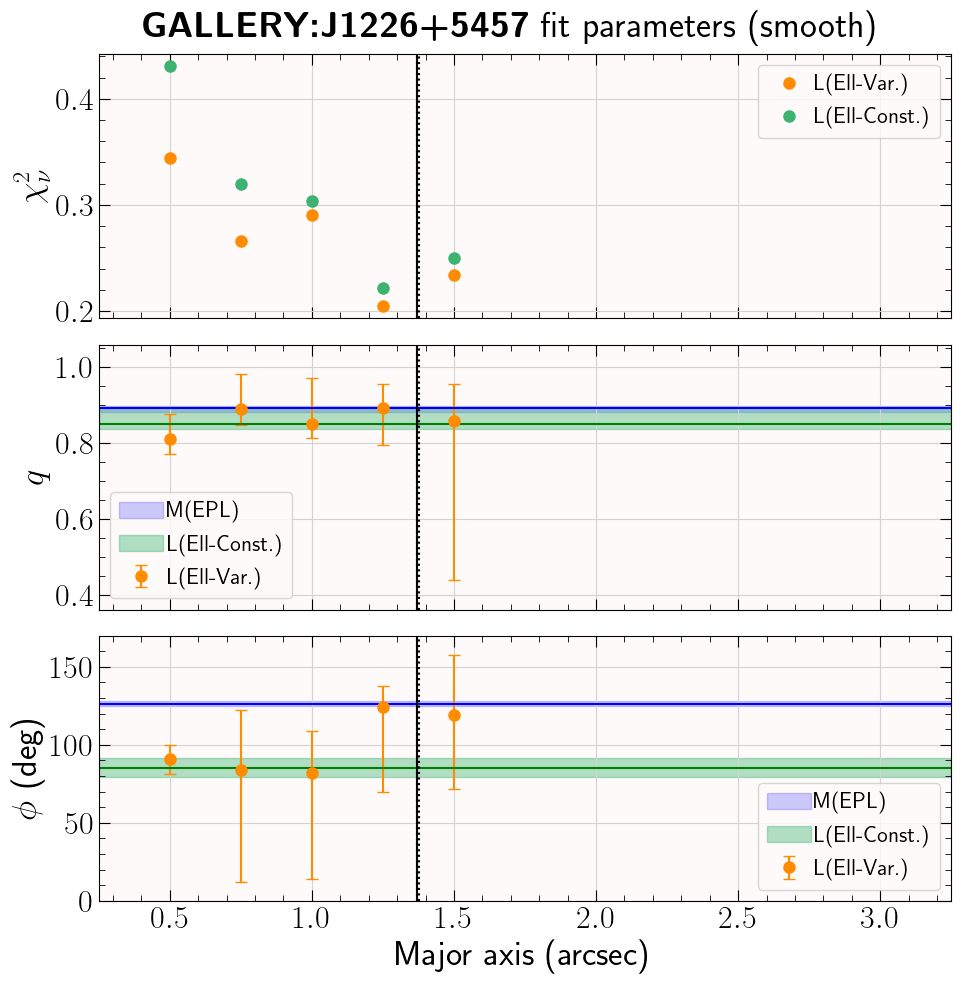 GALLERY:J1226+5457 fit parameters (smooth)
L(Ell-Var.)
L(Ell-Const.)
0.4
0.3
0.2
χ²ᵥ
1.0
0.8
0.6
0.4
q
M(EPL)
L(Ell-Const.)
L(Ell-Var.)
150
100
50
0
ϕ (deg)
M(EPL)
L(Ell-Const.)
L(Ell-Var.)
0.5 1.0 1.5 2.0 2.5 3.0
Major axis (arcsec)